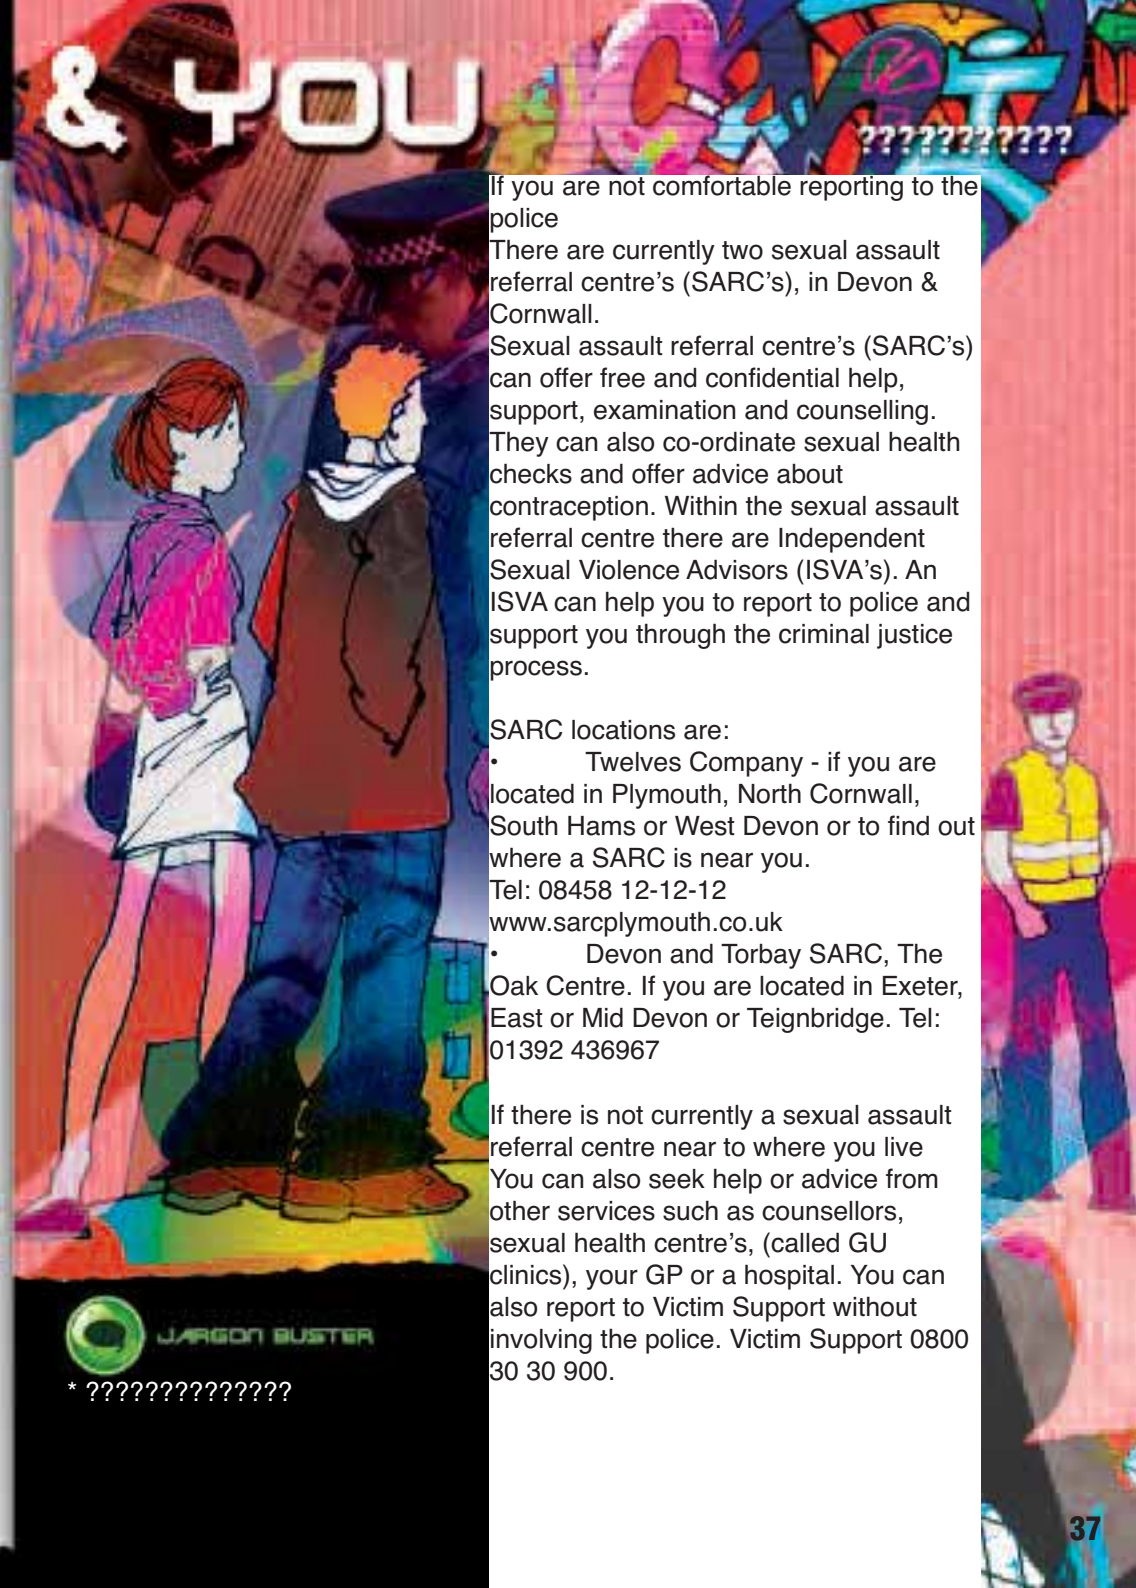 & YOU
???????????
If you are not comfortable reporting to the
police
There are currently two sexual assault
referral centre’s (SARC’s), in Devon &
Cornwall.
Sexual assault referral centre’s (SARC’s)
can offer free and confidential help,
support, examination and counselling.
They can also co-ordinate sexual health
checks and offer advice about
contraception. Within the sexual assault
referral centre there are Independent
Sexual Violence Advisors (ISVA’s). An
ISVA can help you to report to police and
support you through the criminal justice
process.
SARC locations are:
• Twelves Company - if you are
located in Plymouth, North Cornwall,
South Hams or West Devon or to find out
where a SARC is near you.
Tel: 08458 12-12-12
www.sarcplymouth.co.uk
• Devon and Torbay SARC, The
Oak Centre. If you are located in Exeter,
East or Mid Devon or Teignbridge. Tel:
01392 436967
If there is not currently a sexual assault
referral centre near to where you live
You can also seek help or advice from
other services such as counsellors,
sexual health centre’s, (called GU
clinics), your GP or a hospital. You can
also report to Victim Support without
involving the police. Victim Support 0800
30 30 900.
JARGON BUSTER
* ??????????????
37